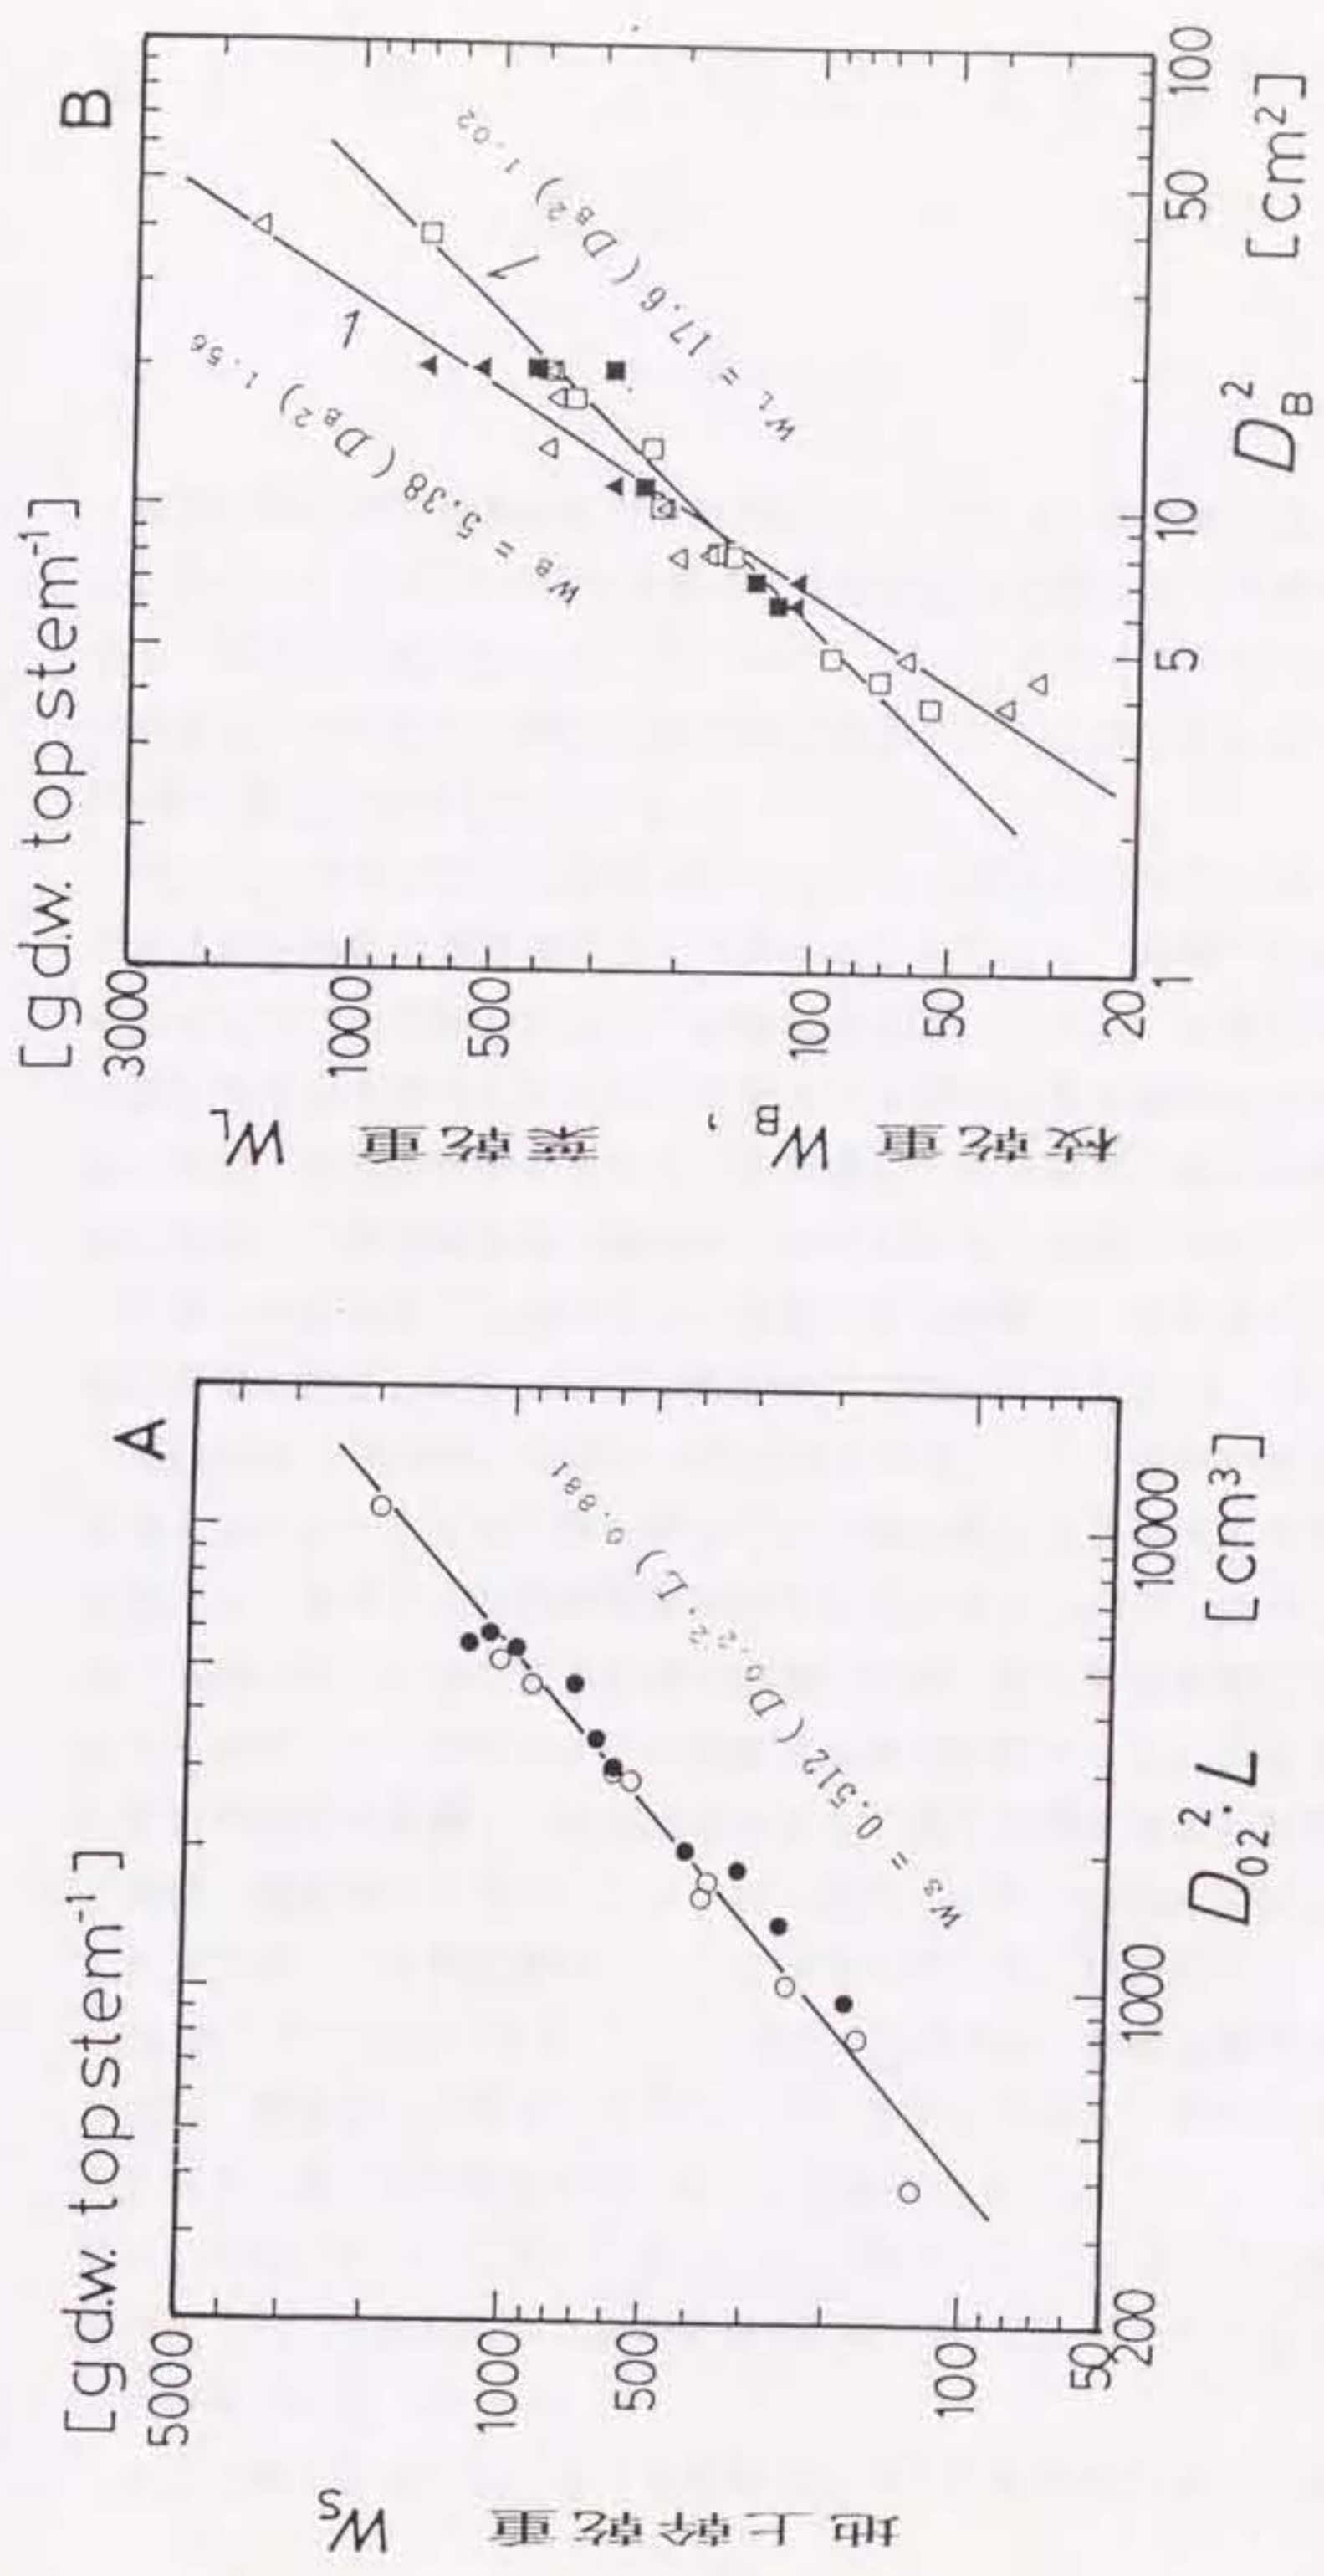 [g d.w. top stem⁻¹]
A
5000
1000
500
100
50
地上幹乾重 W_S
W_S = 0.512 (D_0.2²·L)^0.881
200
1000
10000
D_02²·L [cm³]
[g d.w. top stem⁻¹]
B
3000
1000
500
100
50
20
枝乾重 W_B, 葉乾重 W_L
w_B = 5.38 (D_B²)^1.56
w_L = 17.6 (D_B²)^1.02
1
5
10
50
100
D_B² [cm²]